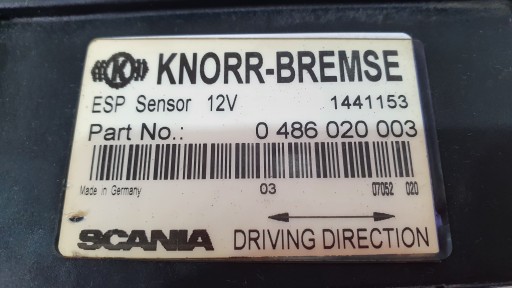 K KNORR-BREMSE
ESP Sensor 12V 1441153
Part No.: 0 486 020 003
Made in Germany 03 07052 020
SCANIA DRIVING DIRECTION